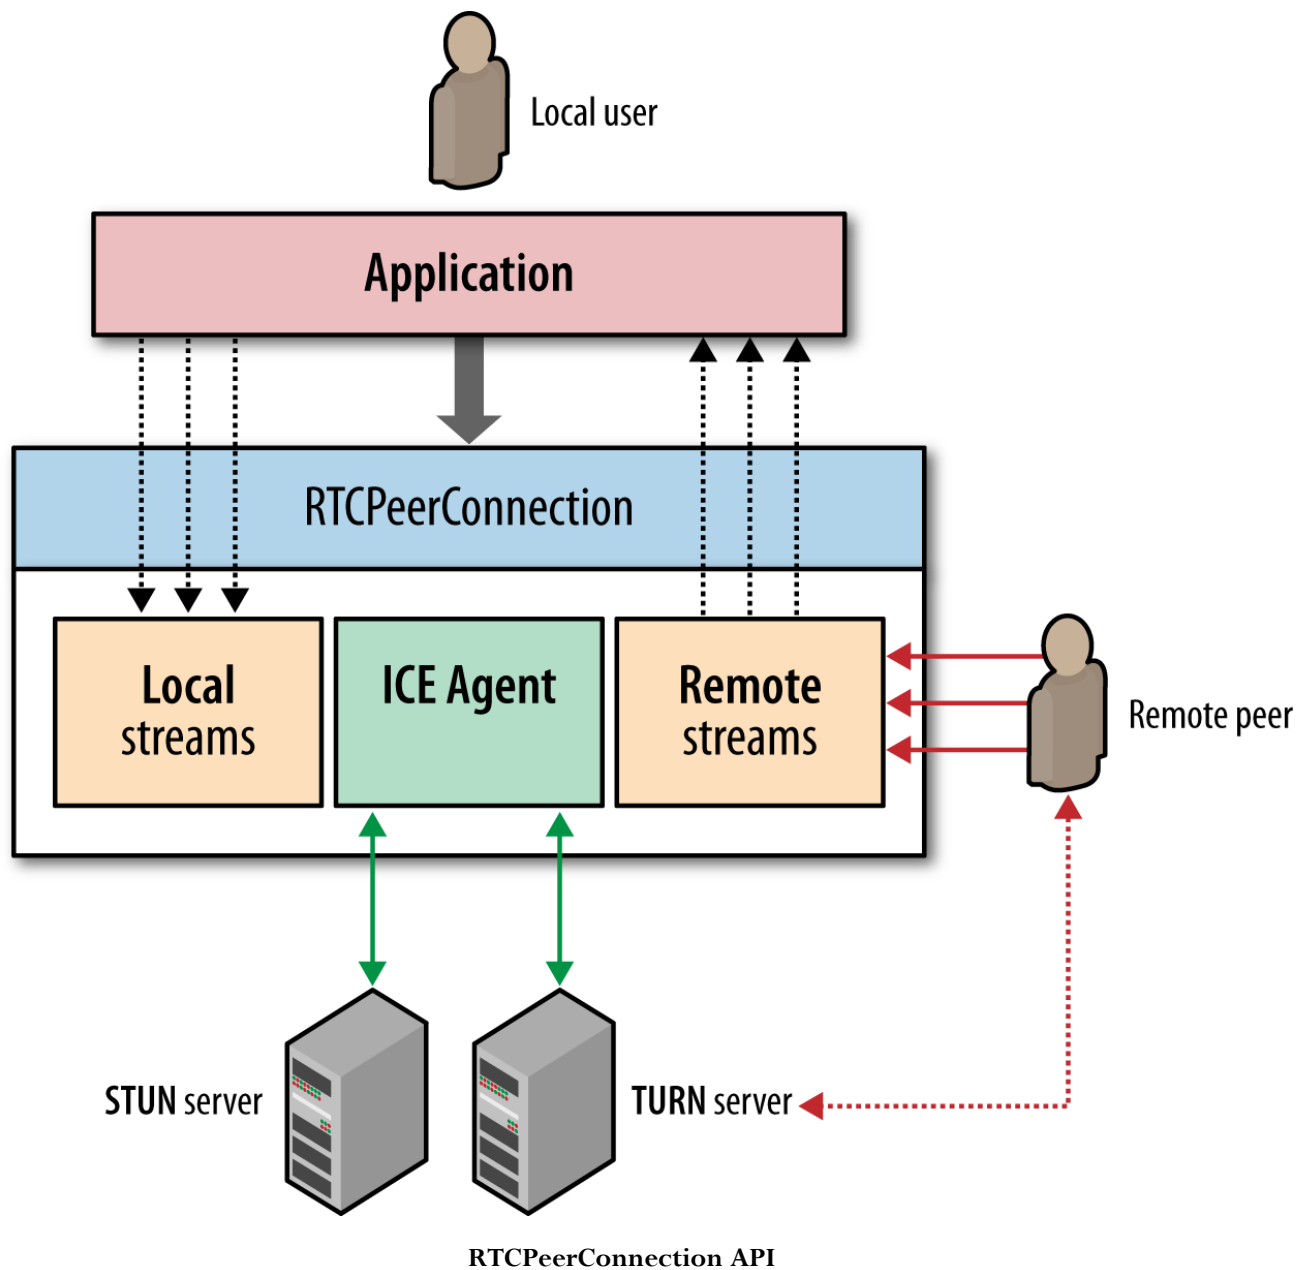 Local user
Application
RTCPeerConnection
Local
streams
ICE Agent
Remote
streams
Remote peer
STUN server
TURN server
RTCPeerConnection API